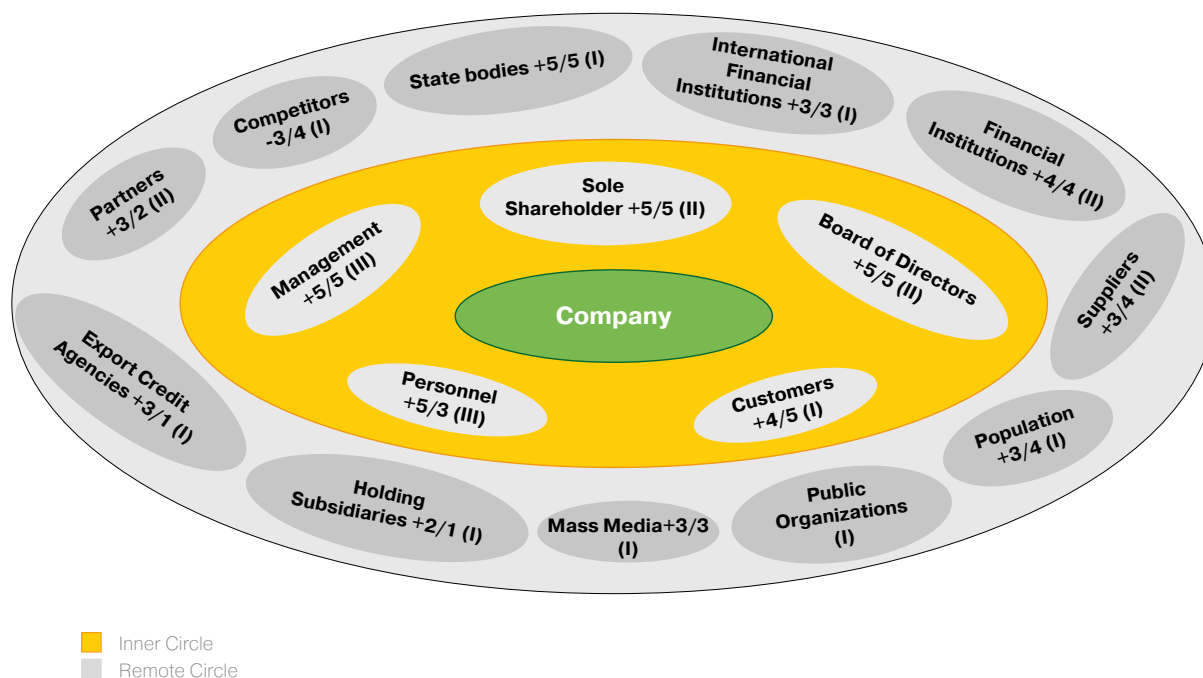 State bodies +5/5 (I)
International
Financial
Institutions +3/3 (I)
Competitors
-3/4 (I)
Financial
Institutions +4/4 (II)
Partners
+3/2 (II)
Sole
Shareholder +5/5 (II)
Management
+5/5 (III)
Board of Directors
+5/5 (II)
Suppliers
+3/4 (II)
Company
Export Credit
Agencies +3/1 (I)
Personnel
+5/3 (III)
Customers
+4/5 (I)
Population
+3/4 (I)
Holding
Subsidiaries +2/1 (I)
Mass Media+3/3
(I)
Public
Organizations
(I)
Inner Circle
Remote Circle